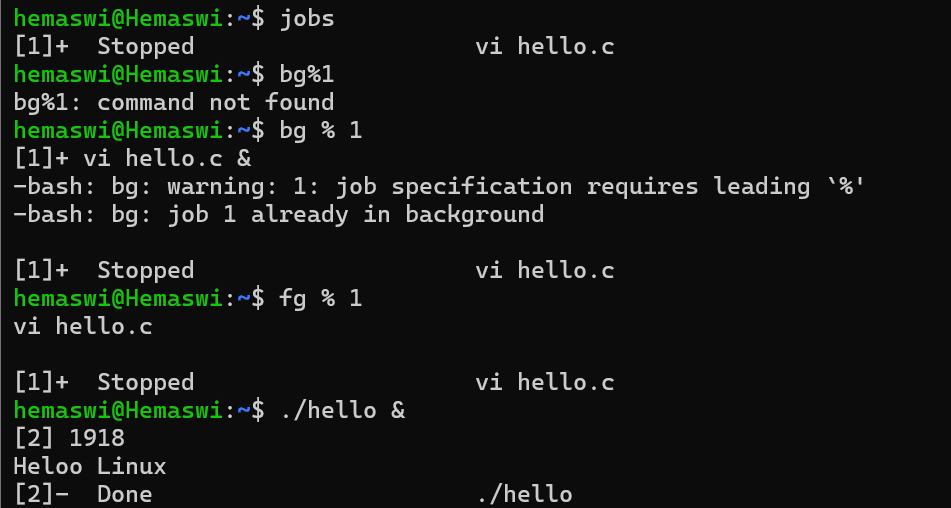 hemaswi@Hemaswi:~$ jobs
[1]+  Stopped                    vi hello.c
hemaswi@Hemaswi:~$ bg%1
bg%1: command not found
hemaswi@Hemaswi:~$ bg % 1
[1]+ vi hello.c &
-bash: bg: warning: 1: job specification requires leading `%'
-bash: bg: job 1 already in background
[1]+  Stopped                    vi hello.c
hemaswi@Hemaswi:~$ fg % 1
vi hello.c
[1]+  Stopped                    vi hello.c
hemaswi@Hemaswi:~$ ./hello &
[2] 1918
Heloo Linux
[2]-  Done                       ./hello